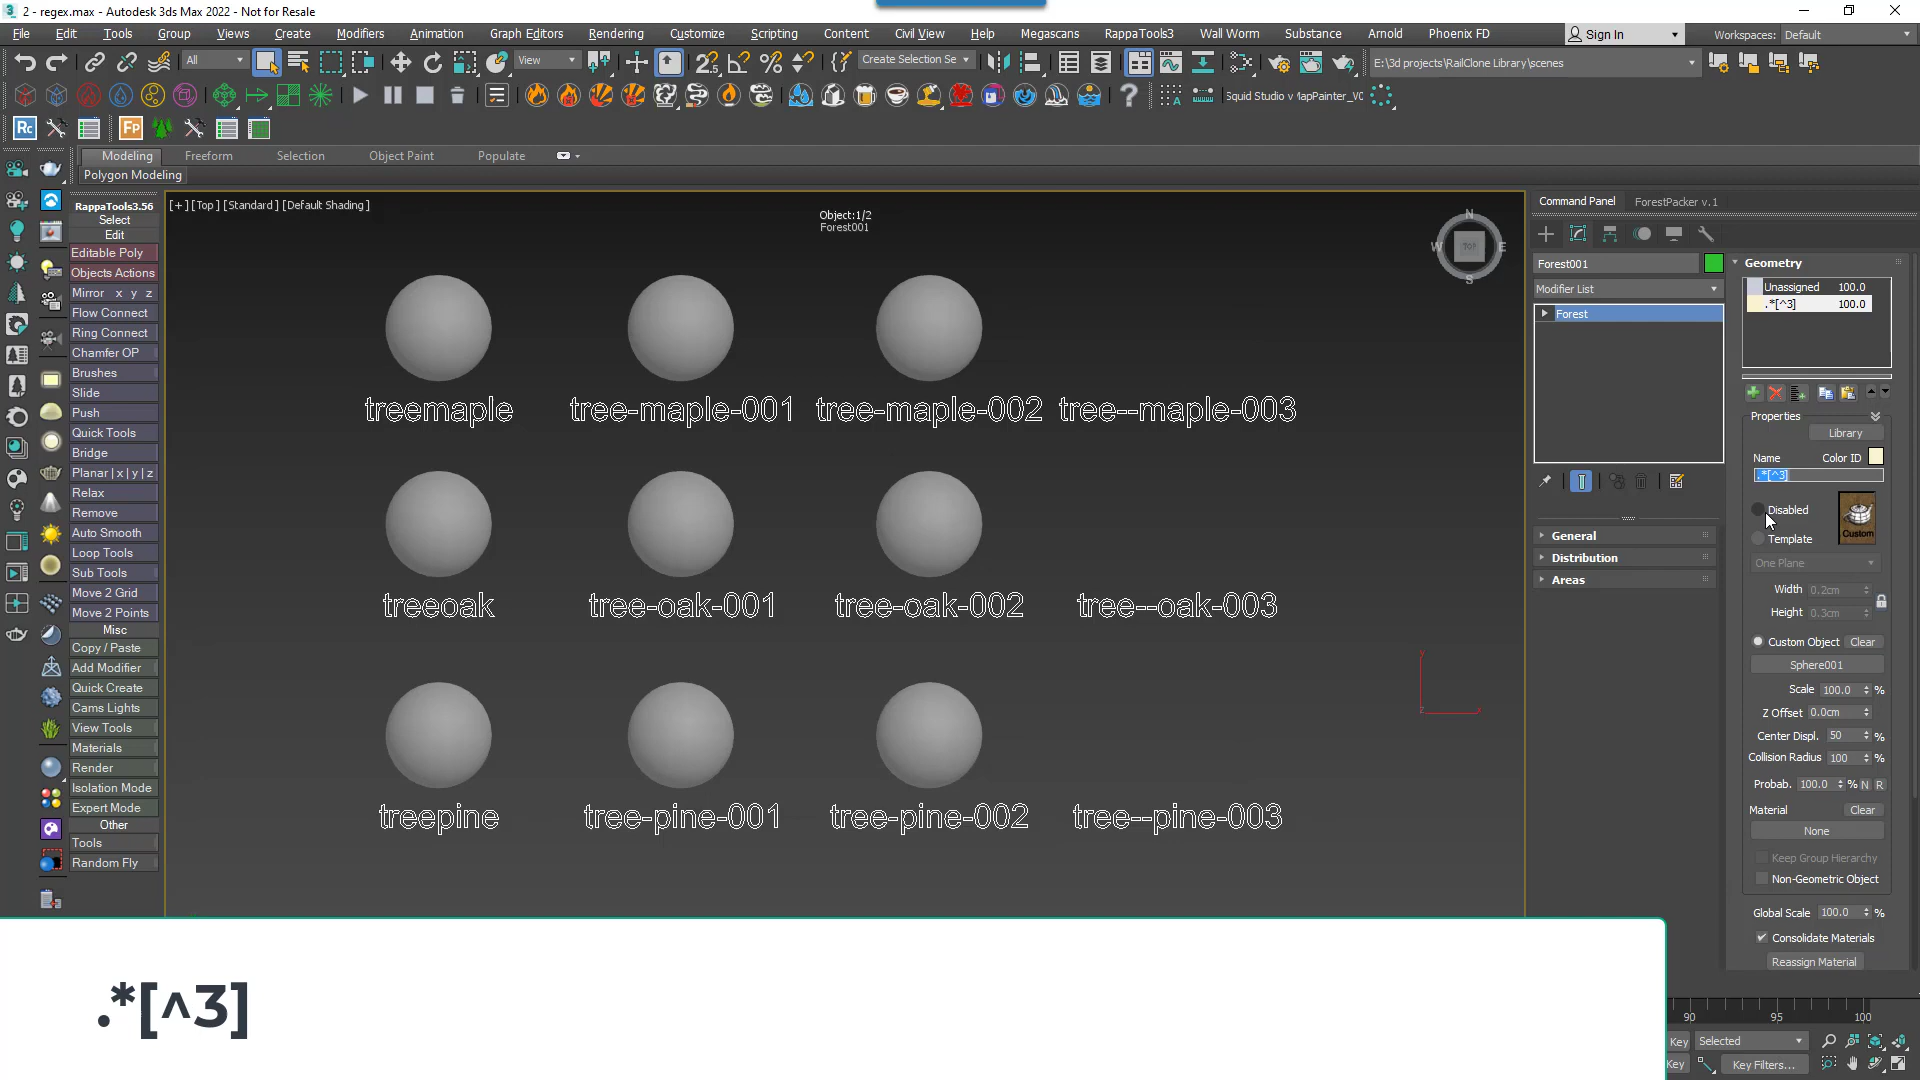 2 - regex.max - Autodesk 3ds Max 2022 - Not for Resale
File Edit Tools Group Views Create Modifiers Animation Graph Editors Rendering Customize Scripting Content Civil View Help Megascans RappaTools3 Wall Worm Substance Arnold Phoenix FD Sign In Workspaces: Default
All View Create Selection Se E:\3d projects\RailClone Library\scenes
Squid Studio v MapPainter_V0
Rc Fp
Modeling Freeform Selection Object Paint Populate
Polygon Modeling
RappaTools3.56
Select
Edit
Editable Poly
Objects Actions
Mirror x y z
Flow Connect
Ring Connect
Chamfer OP
Brushes
Slide
Push
Quick Tools
Bridge
Planar | x | y | z
Relax
Remove
Auto Smooth
Loop Tools
Sub Tools
Move 2 Grid
Move 2 Points
Misc
Copy / Paste
Add Modifier
Quick Create
Cams Lights
View Tools
Materials
Render
Isolation Mode
Expert Mode
Other
Tools
Random Fly
[+] [Top] [Standard] [Default Shading]
Object:1/2
Forest001
N
W TOP E
S
treemaple tree-maple-001 tree-maple-002 tree--maple-003
treeoak tree-oak-001 tree-oak-002 tree--oak-003
treepine tree-pine-001 tree-pine-002 tree--pine-003
y
z x
Command Panel ForestPacker v.1
Forest001
Modifier List
Forest
General
Distribution
Areas
Geometry
Unassigned 100.0
.*[^3] 100.0
Properties
Library
Name Color ID
.*[^3]
Disabled
Template
Custom
One Plane
Width 0.2cm
Height 0.3cm
Custom Object Clear
Sphere001
Scale 100.0 %
Z Offset 0.0cm
Center Displ. 50 %
Collision Radius 100 %
Probab. 100.0 % N R
Material Clear
None
Keep Group Hierarchy
Non-Geometric Object
Global Scale 100.0 %
Consolidate Materials
Reassign Material
90 95 100
Key Selected
Key Key Filters...
.*[^3]